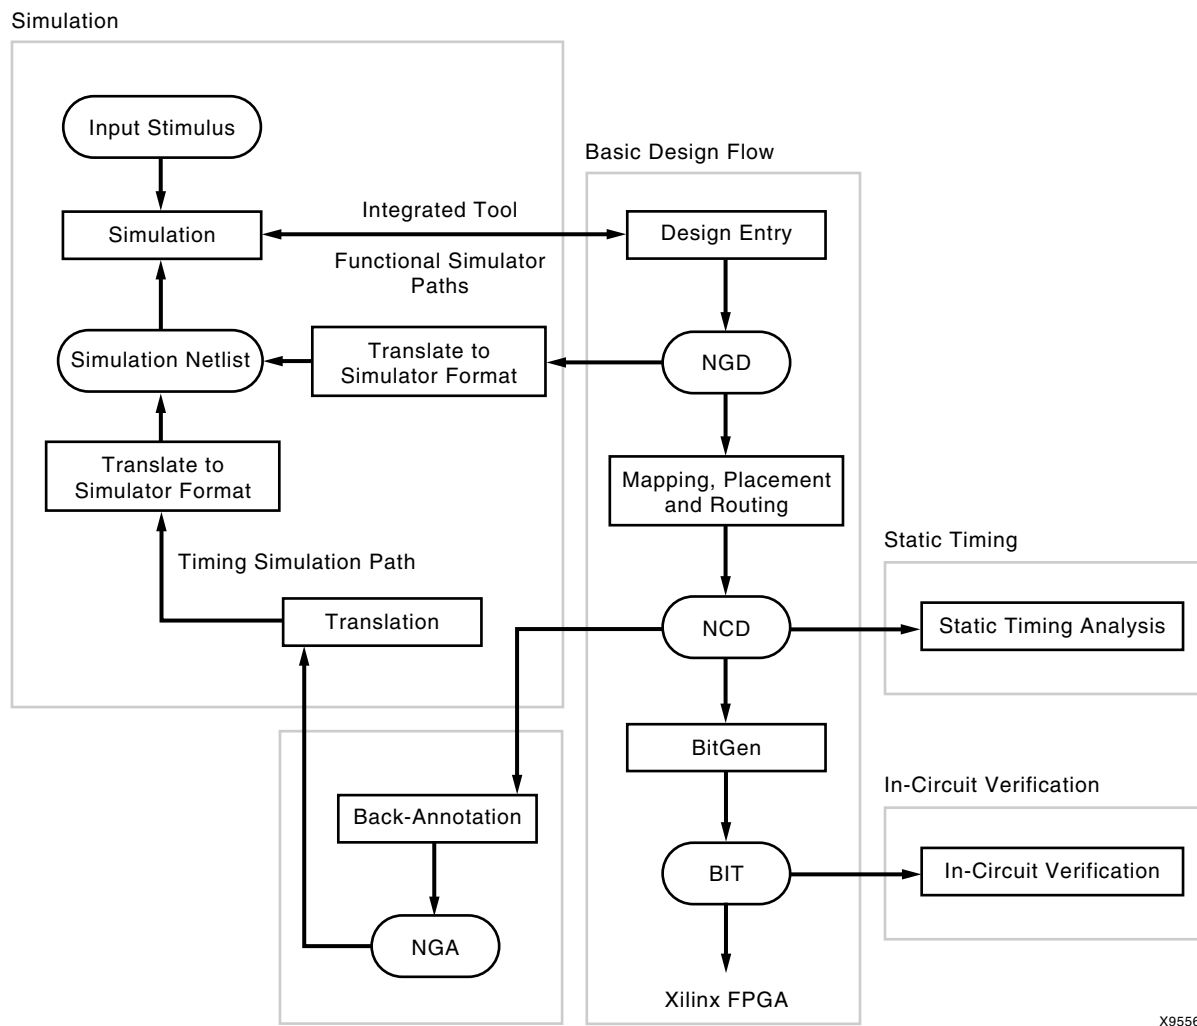 Simulation
Input Stimulus
Basic Design Flow
Integrated Tool
Simulation
Design Entry
Functional Simulator
Paths
Simulation Netlist
Translate to
Simulator Format
NGD
Translate to
Simulator Format
Mapping, Placement
and Routing
Static Timing
Timing Simulation Path
Translation
NCD
Static Timing Analysis
BitGen
In-Circuit Verification
Back-Annotation
BIT
In-Circuit Verification
NGA
Xilinx FPGA
X9556